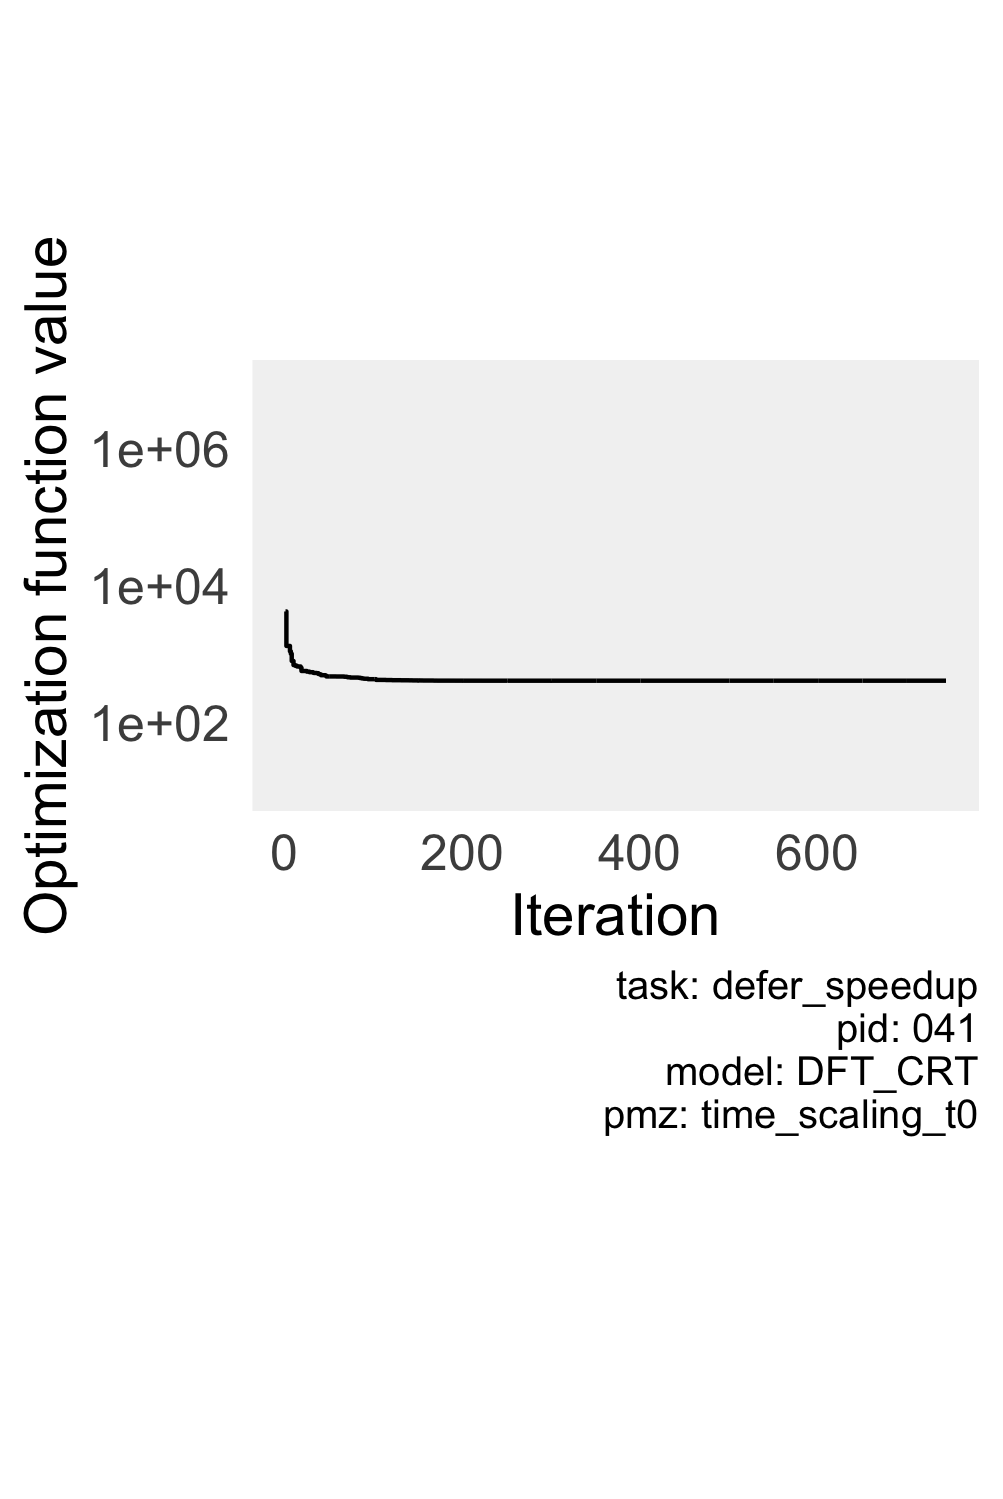 Optimization function value
1e+06
1e+04
1e+02
0 200 400 600
Iteration
task: defer_speedup
pid: 041
model: DFT_CRT
pmz: time_scaling_t0